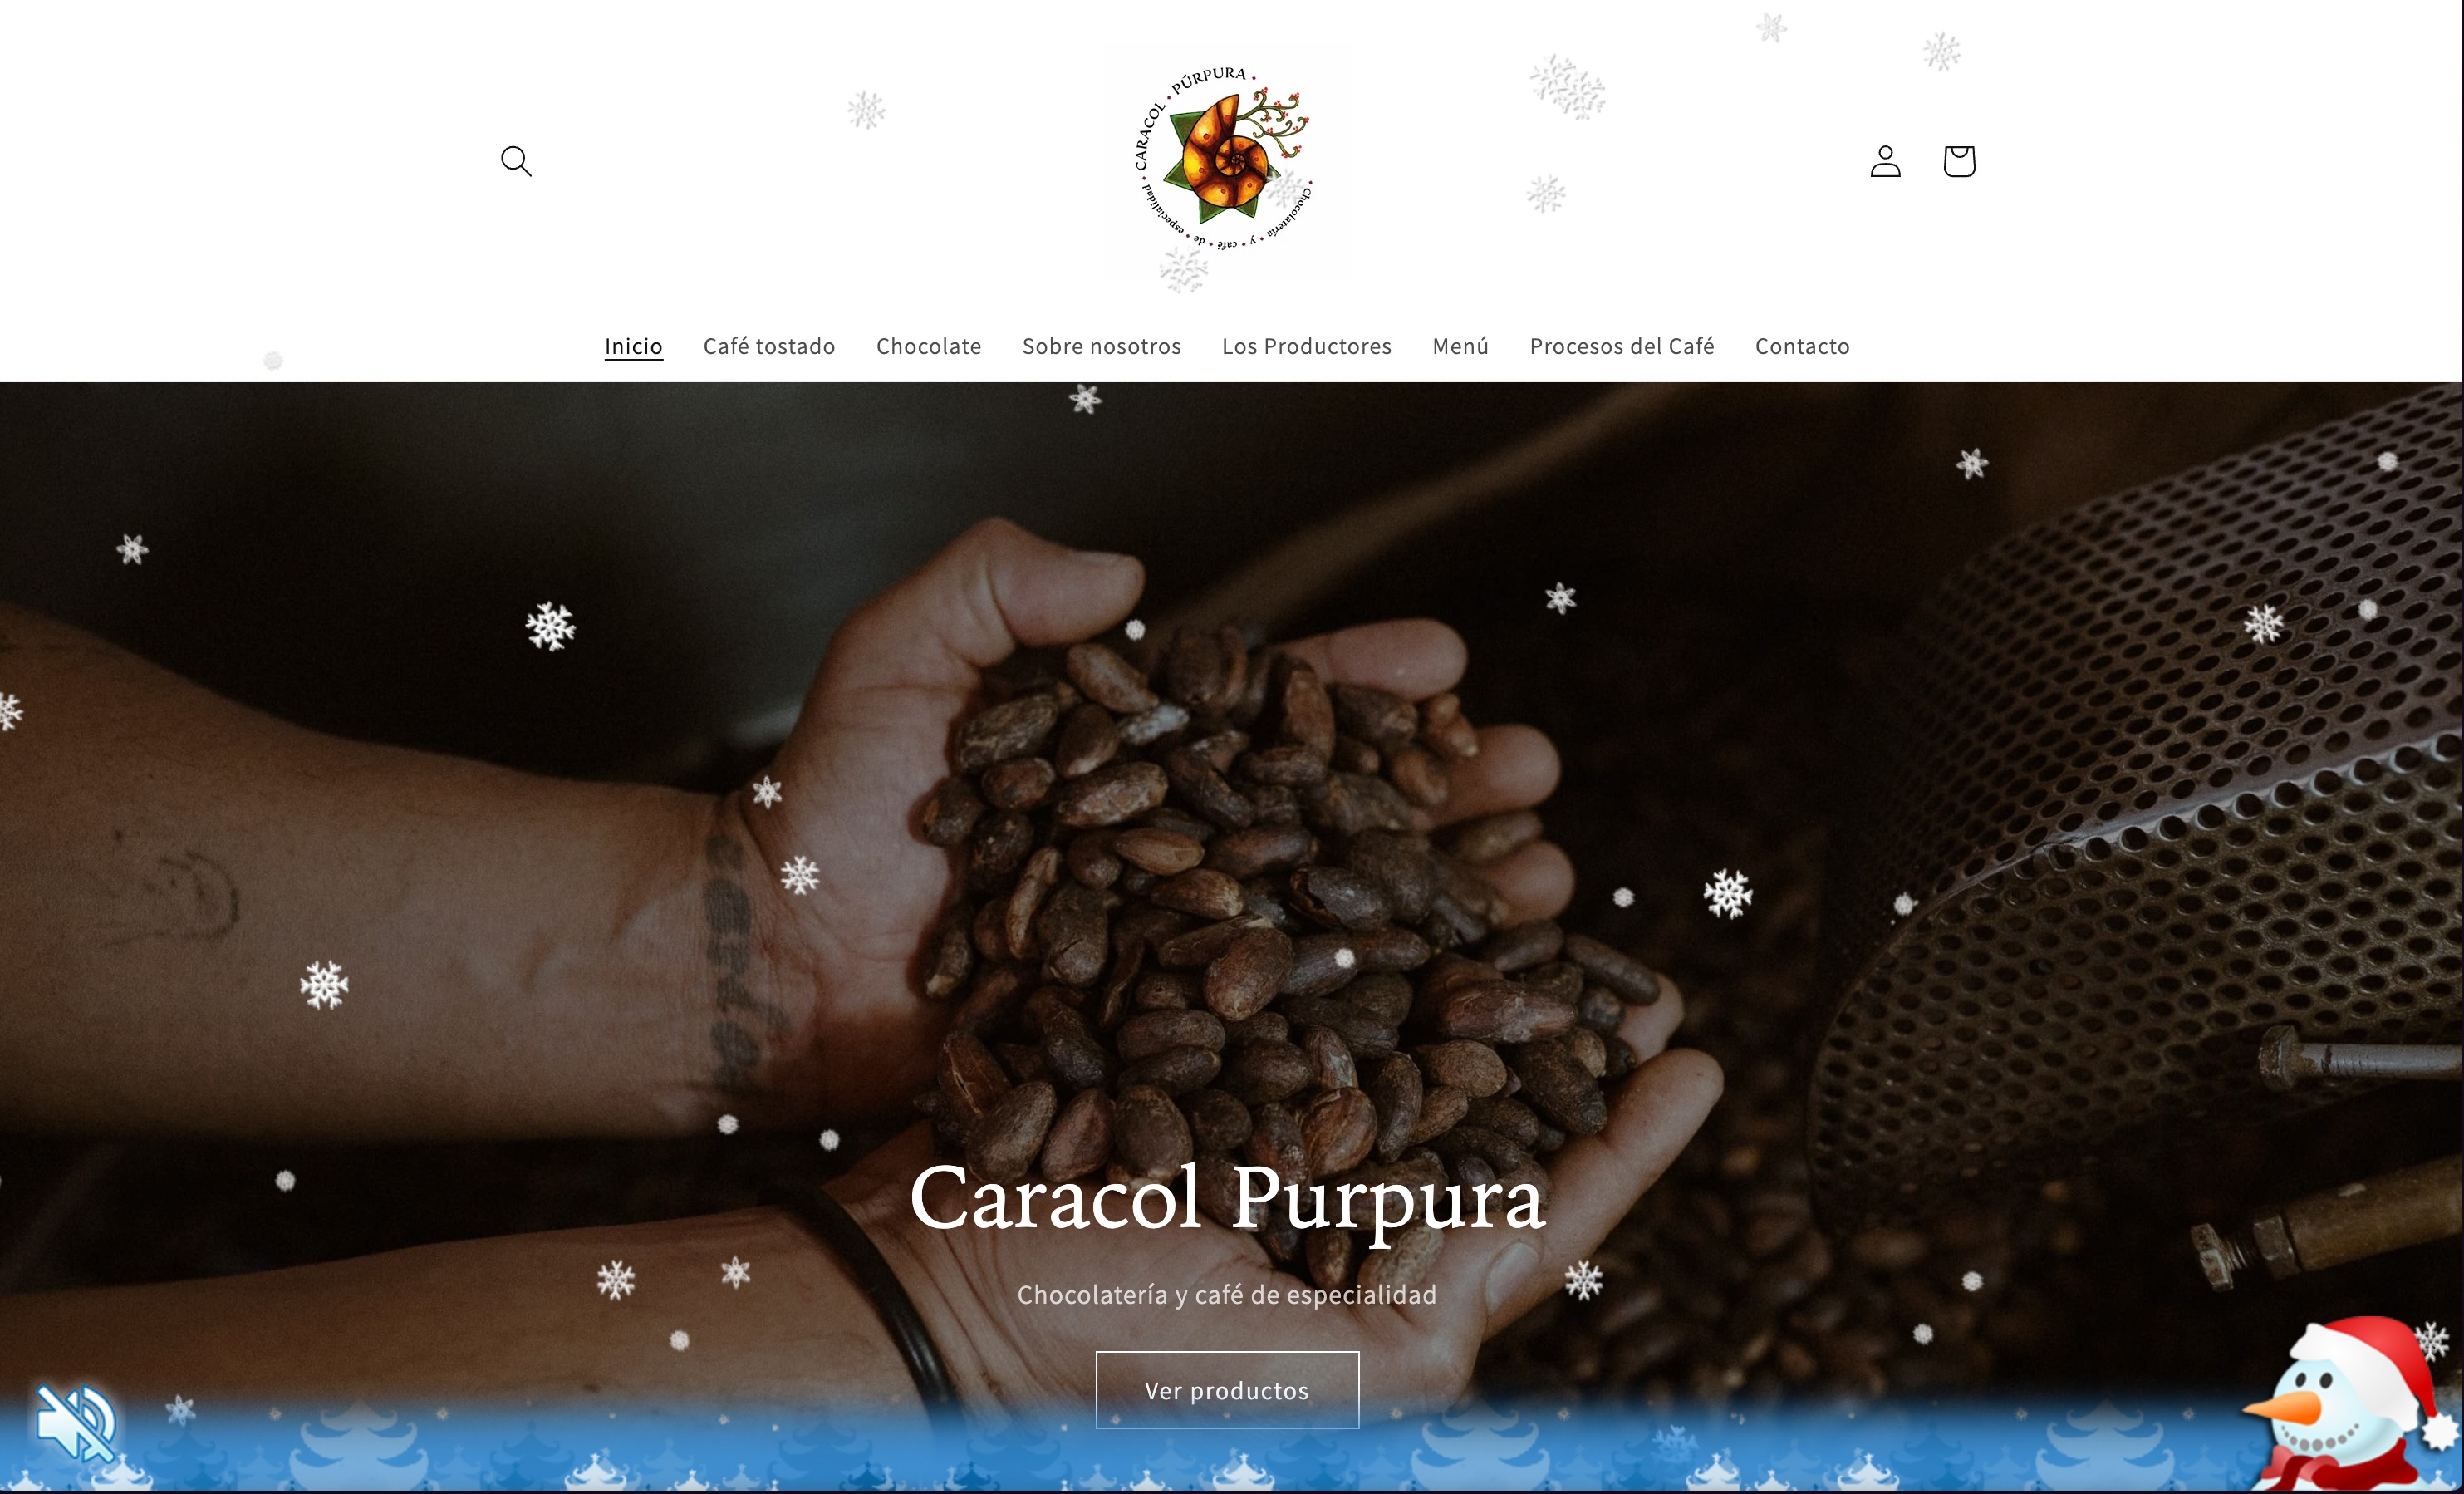 CARACOL • PÚRPURA •
• Chocolatería • y • café • de • especialidad •
Inicio Café tostado Chocolate Sobre nosotros Los Productores Menú Procesos del Café Contacto
Caracol Purpura
Chocolatería y café de especialidad
Ver productos